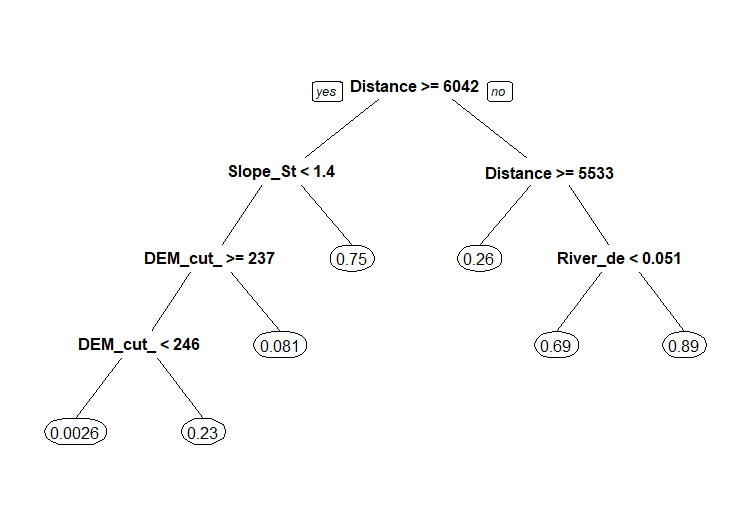 yes Distance >= 6042 no
Slope_St < 1.4 Distance >= 5533
DEM_cut_ >= 237 0.75 0.26 River_de < 0.051
DEM_cut_ < 246 0.081 0.69 0.89
0.0026 0.23